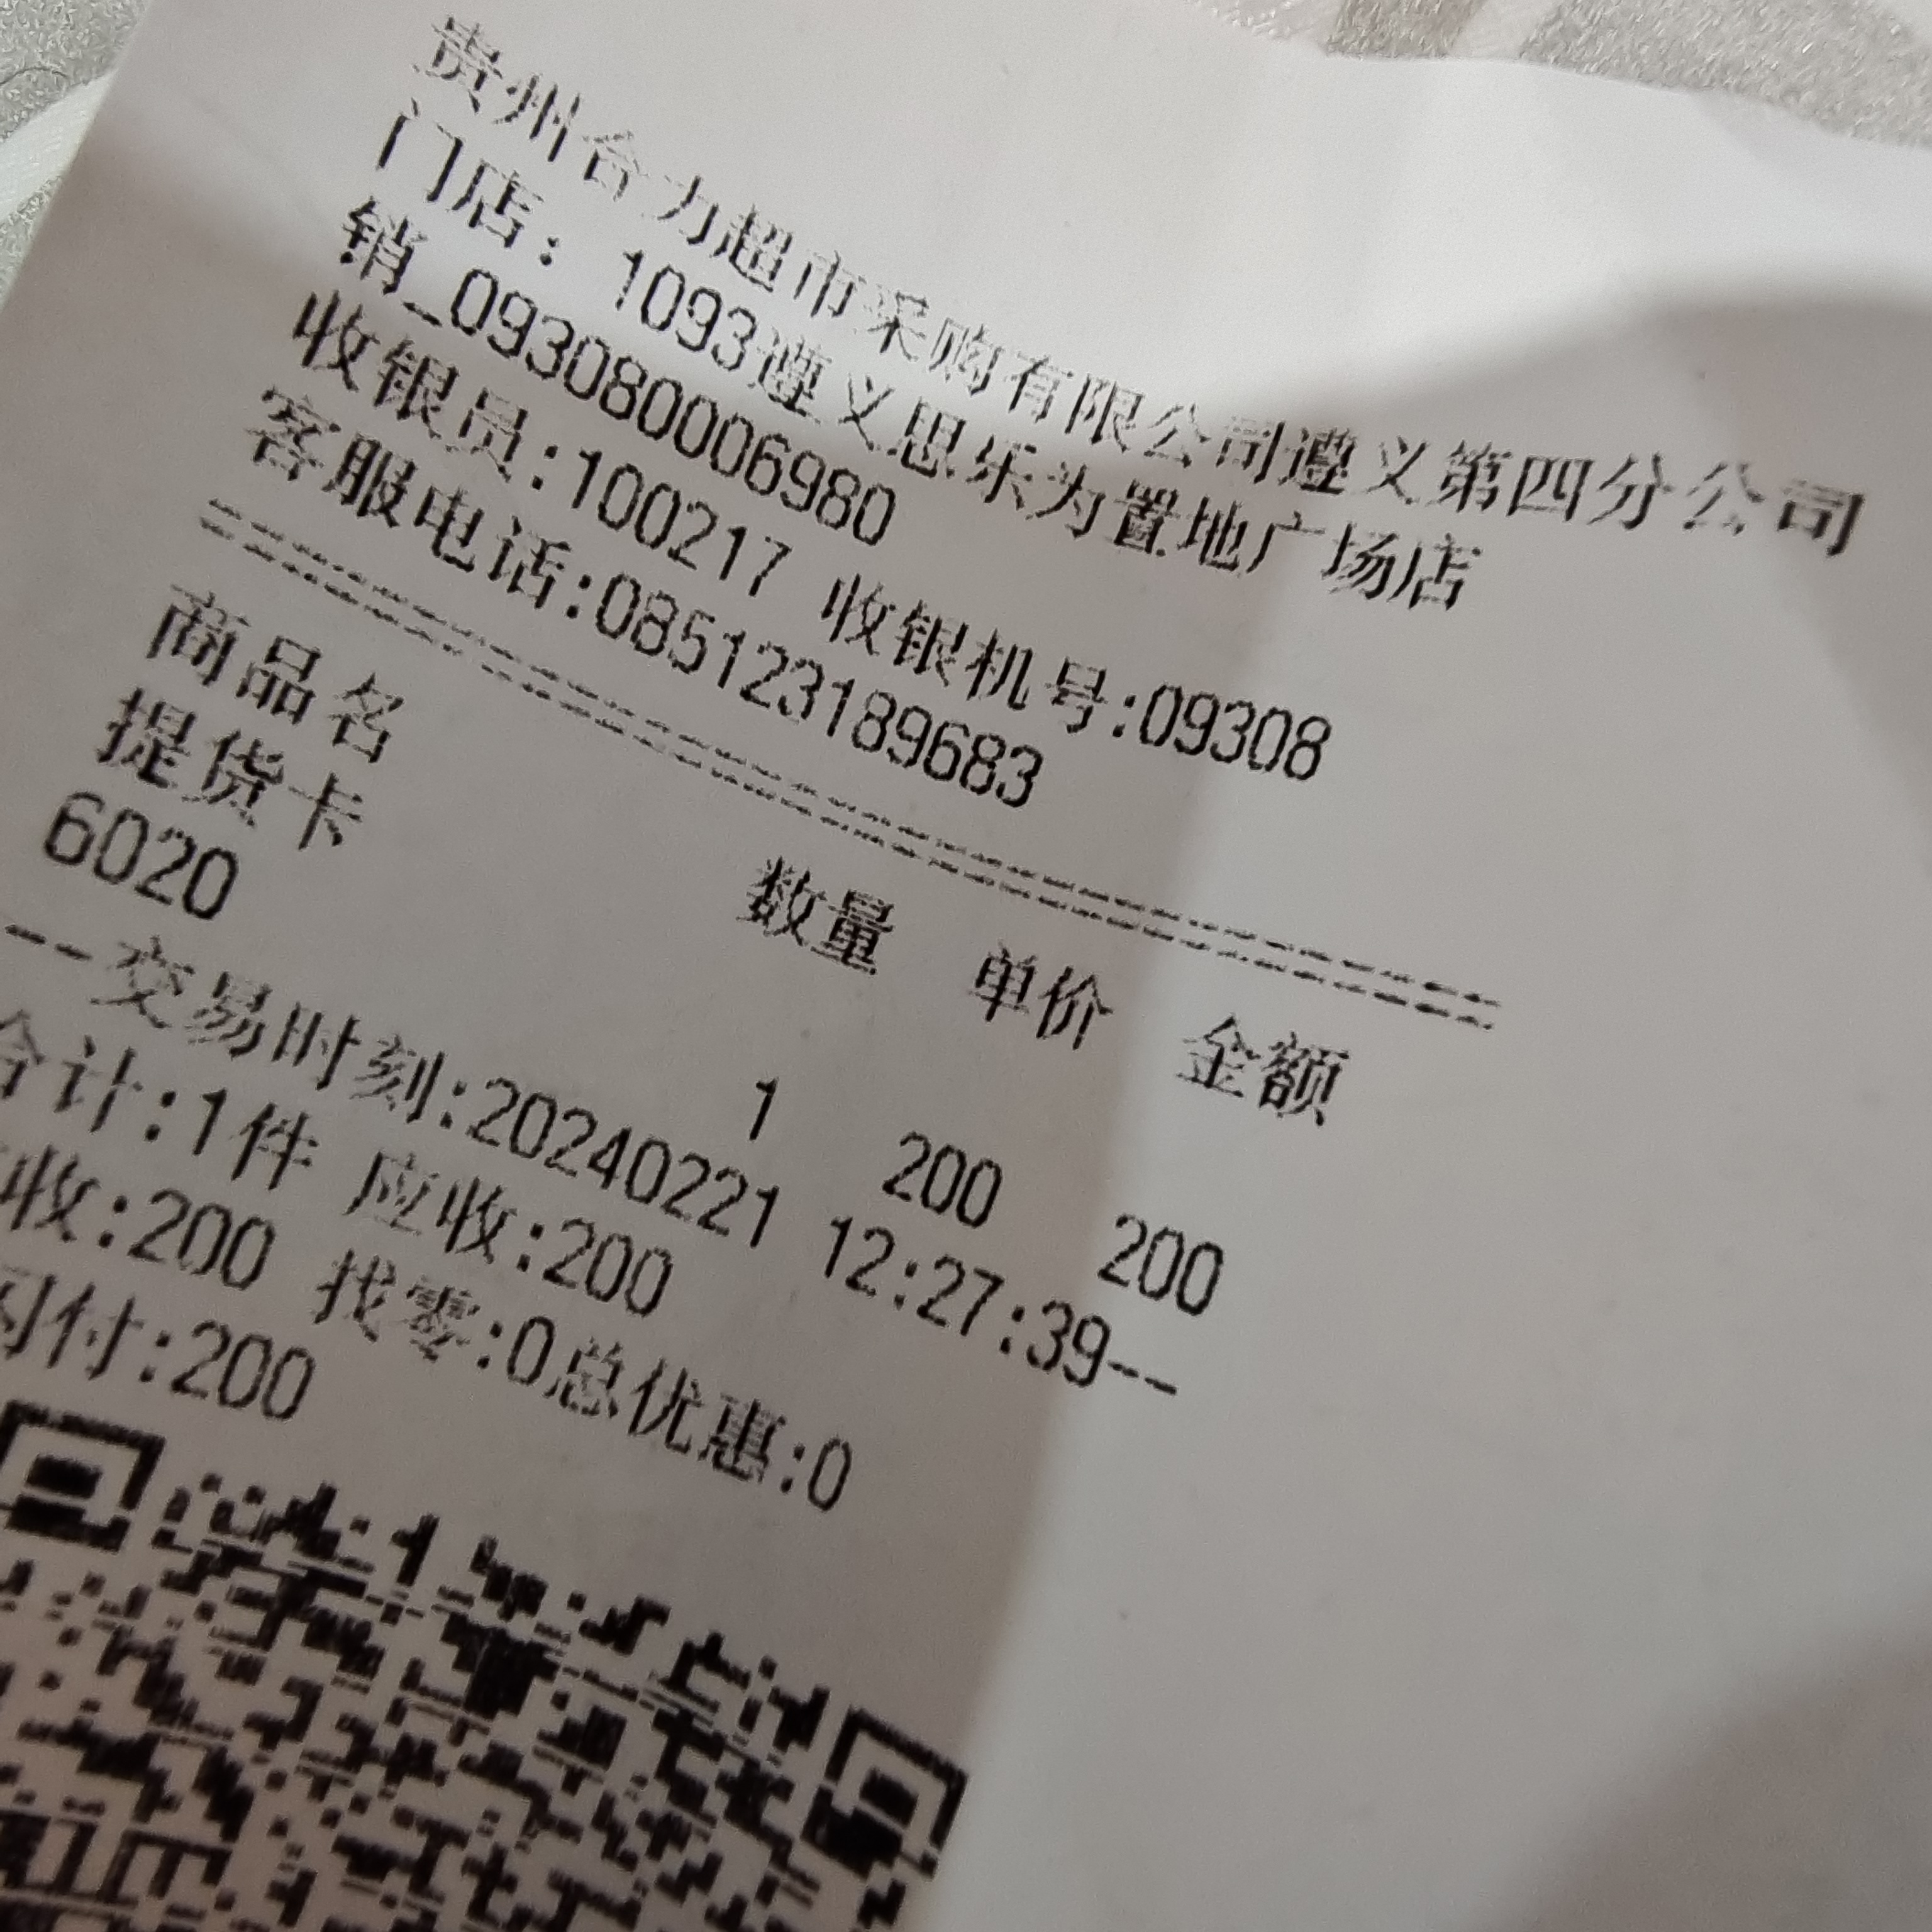 贵州合力超市采购有限公司遵义第四分公司
门店：1093遵义思乐为置地广场店
销_093080006980
收银员:100217 收银机号:09308
客服电话:085123189683
商品名 数量 单价 金额
提货卡
6020 1 200 200
--交易时刻:20240221 12:27:39--
合计:1件 应收:200
收:200 找零:0总优惠:0
付:200